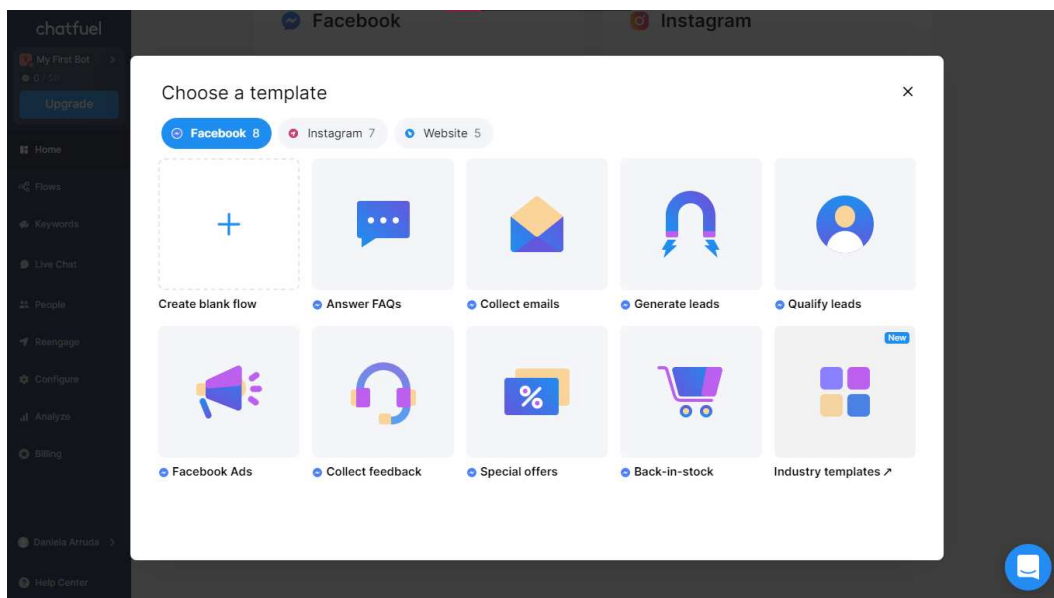 chatfuel
My First Bot
0 / 50
Upgrade
Home
Flows
Keywords
Live Chat
People
Reengage
Configure
Analyze
Billing
Daniela Arruda
Help Center
Facebook
Instagram
Choose a template
Facebook 8
Instagram 7
Website 5
Create blank flow
Answer FAQs
Collect emails
Generate leads
Qualify leads
%
New
Facebook Ads
Collect feedback
Special offers
Back-in-stock
Industry templates ↗